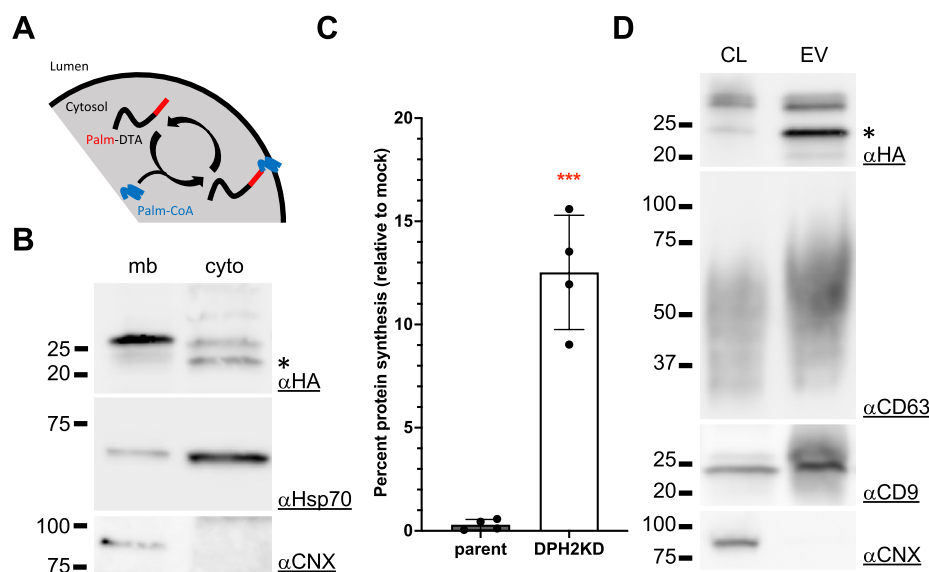 A
Lumen
Cytosol
Palm-DTA
Palm-CoA
B
mb cyto
25
20
*
αHA
75
αHsp70
100
75
αCNX
C
Percent protein synthesis (relative to mock)
20
15
10
5
0
***
parent DPH2KD
D
CL EV
25
20
*
αHA
100
75
50
37
αCD63
25
20
αCD9
100
75
αCNX